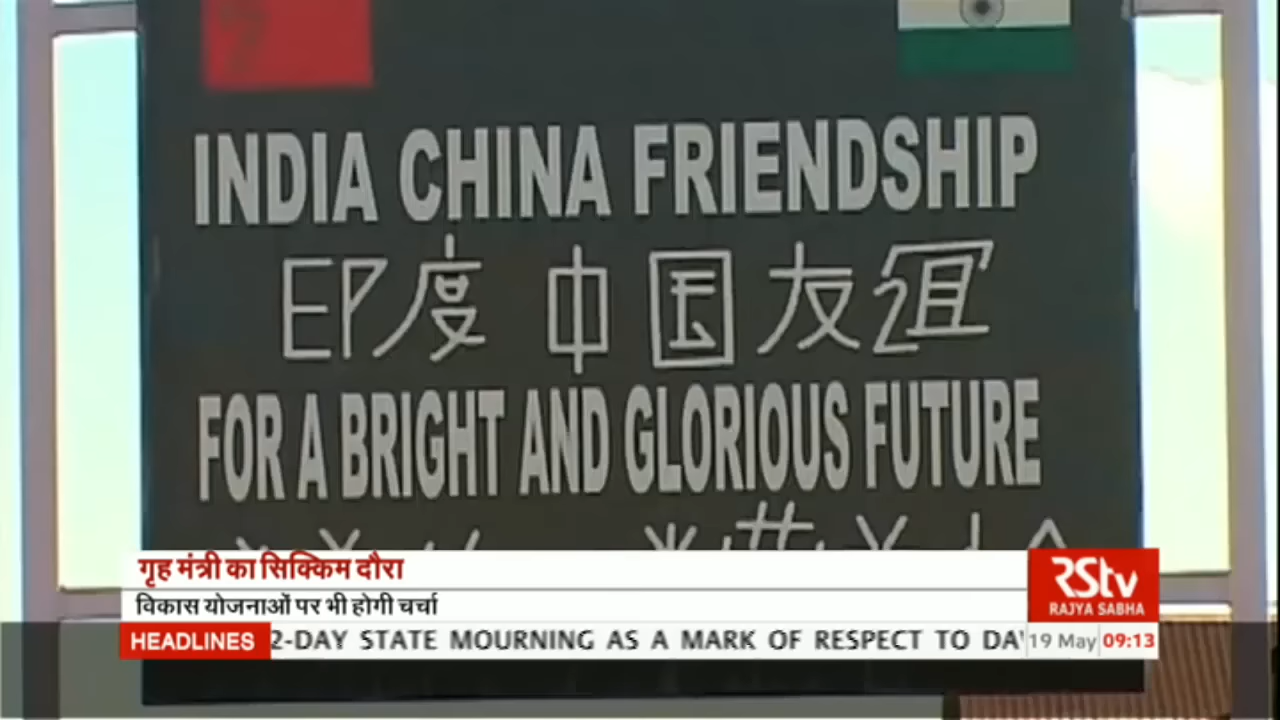 INDIA CHINA FRIENDSHIP
印度 中国友谊
FOR A BRIGHT AND GLORIOUS FUTURE
गृह मंत्री का सिक्किम दौरा
विकास योजनाओं पर भी होगी चर्चा
RStv
RAJYA SABHA
HEADLINES 2-DAY STATE MOURNING AS A MARK OF RESPECT TO 19 May 09:13